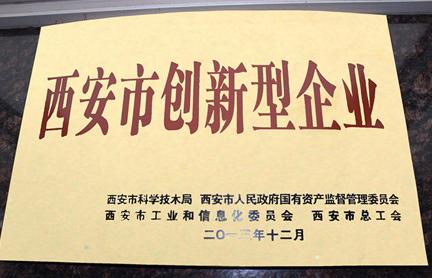 西安市创新型企业
西安市科学技术局 西安市人民政府国有资产监督管理委员会
西安市工业和信息化委员会 西安市总工会
二〇一三年十二月